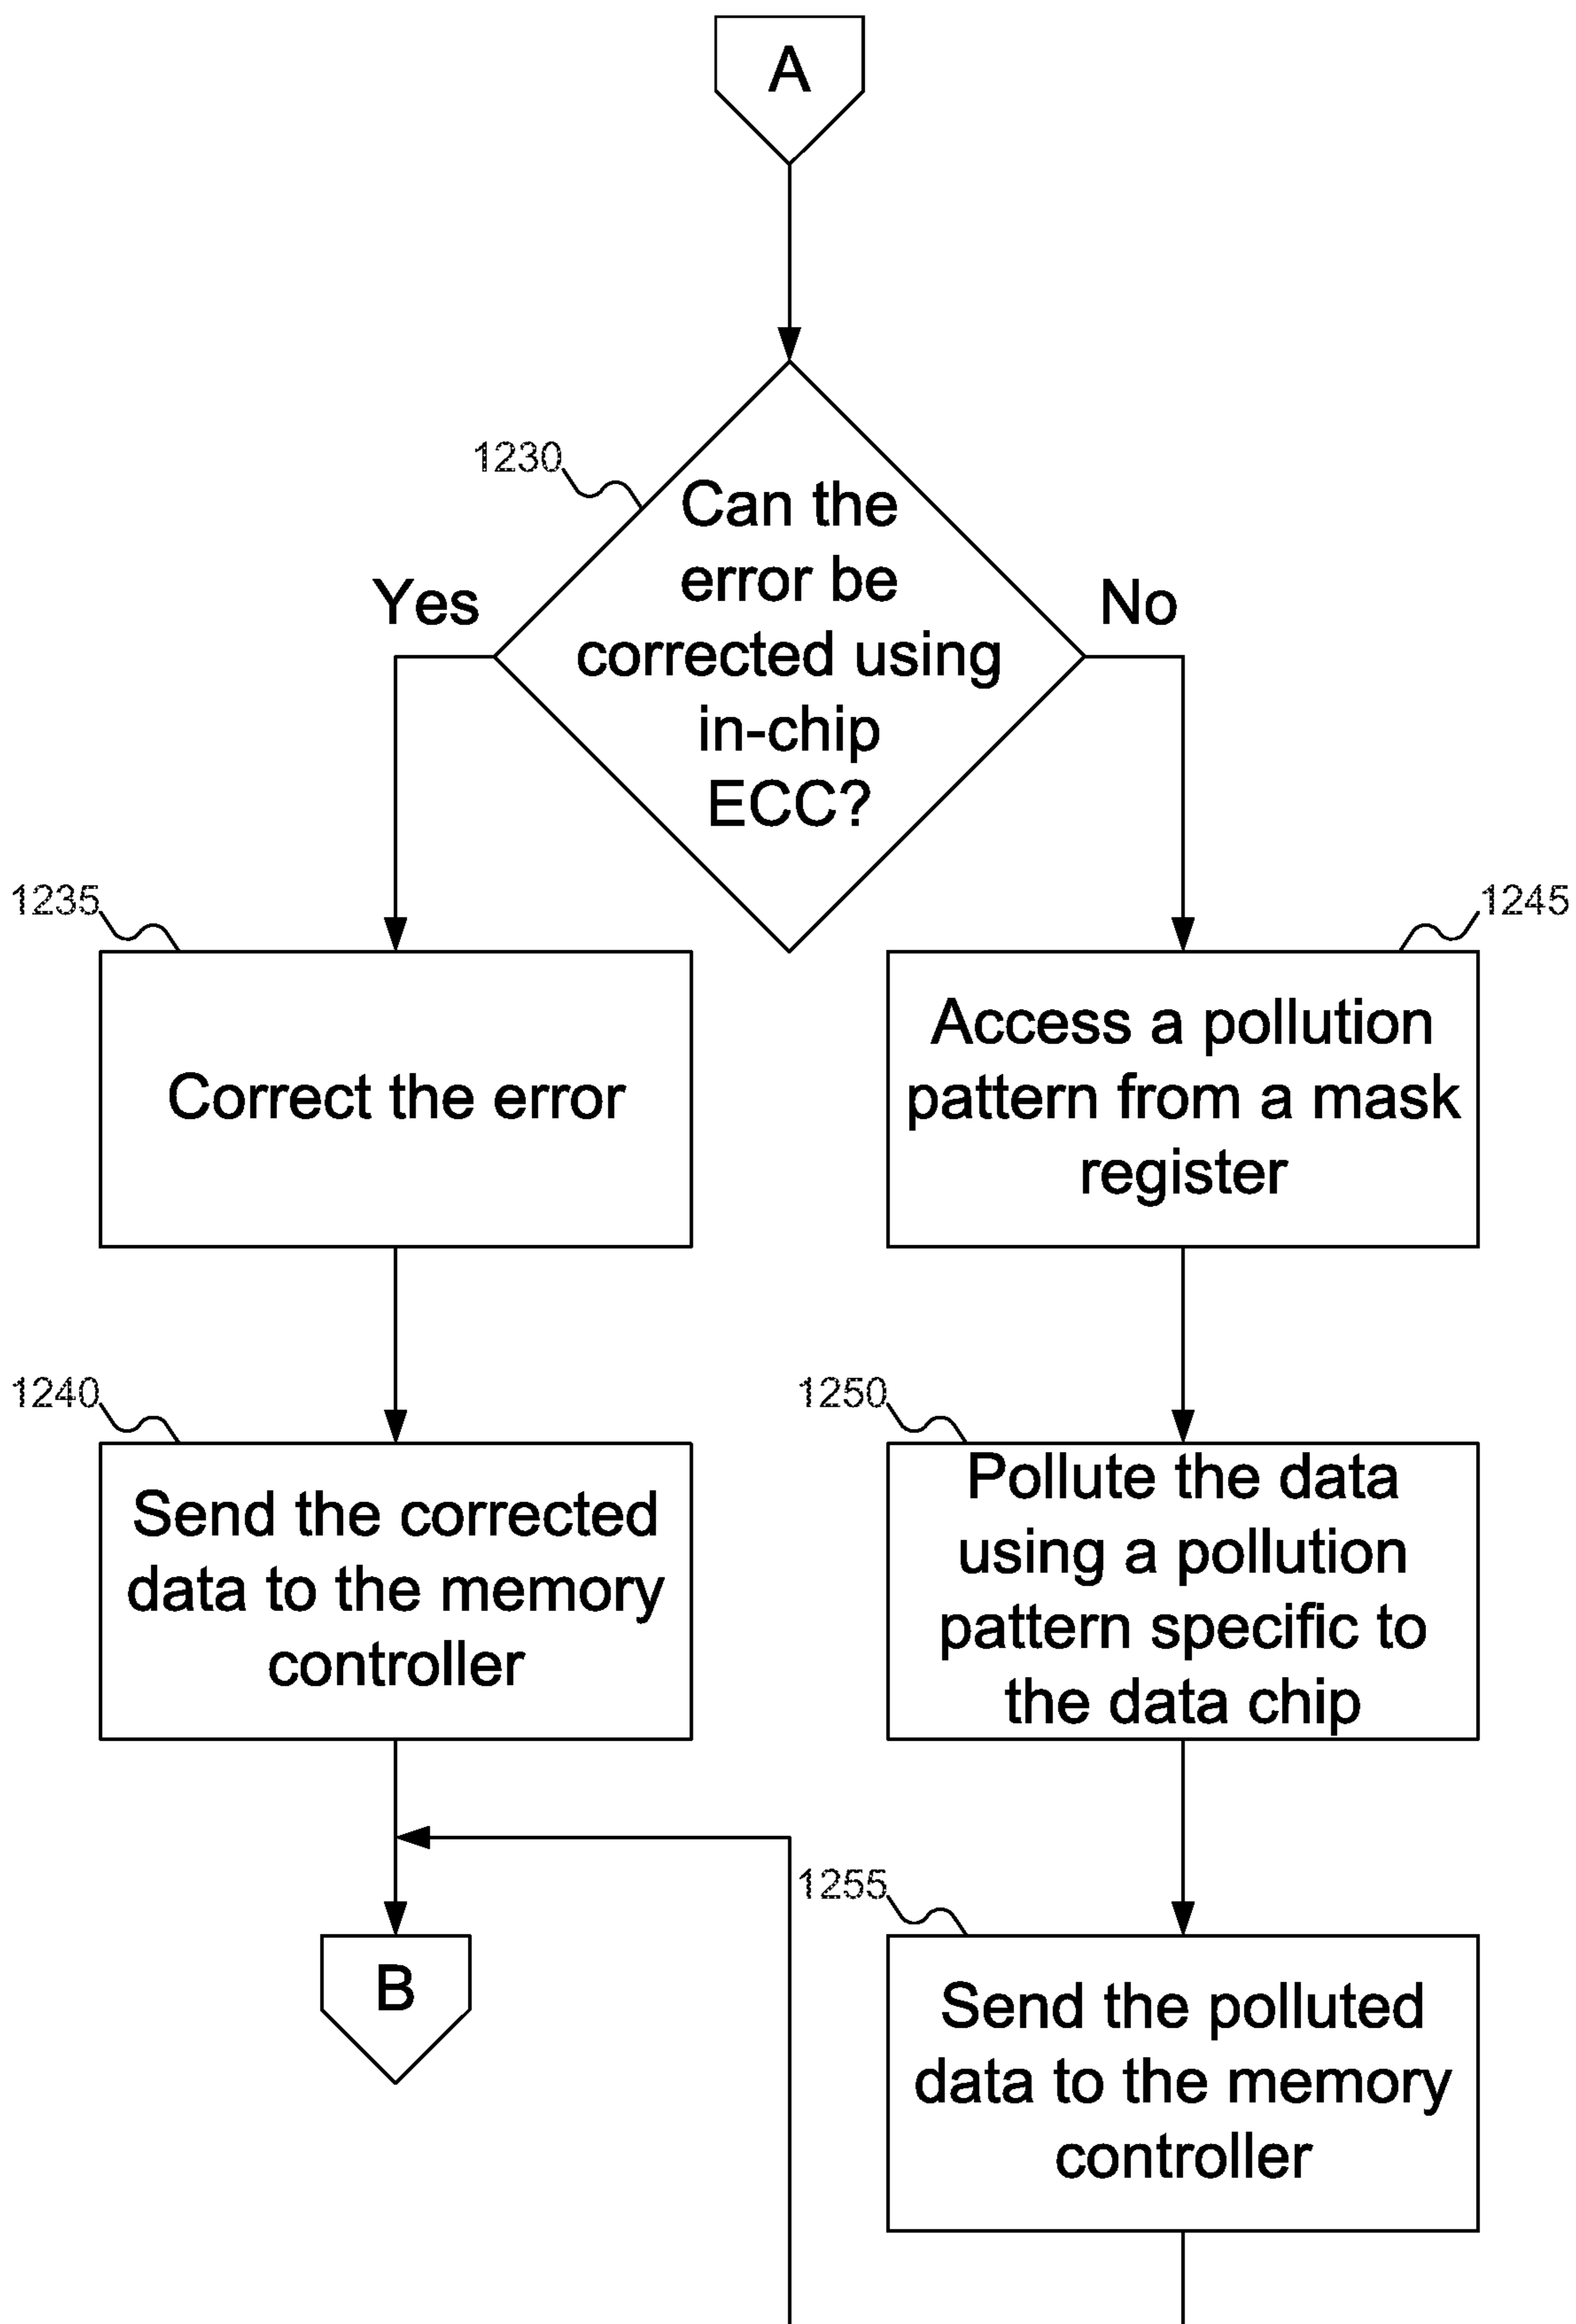 A
1230
Can the
error be
corrected using
in-chip
ECC?
Yes
No
1235
Correct the error
1245
Access a pollution
pattern from a mask
register
1240
Send the corrected
data to the memory
controller
1250
Pollute the data
using a pollution
pattern specific to
the data chip
B
1255
Send the polluted
data to the memory
controller